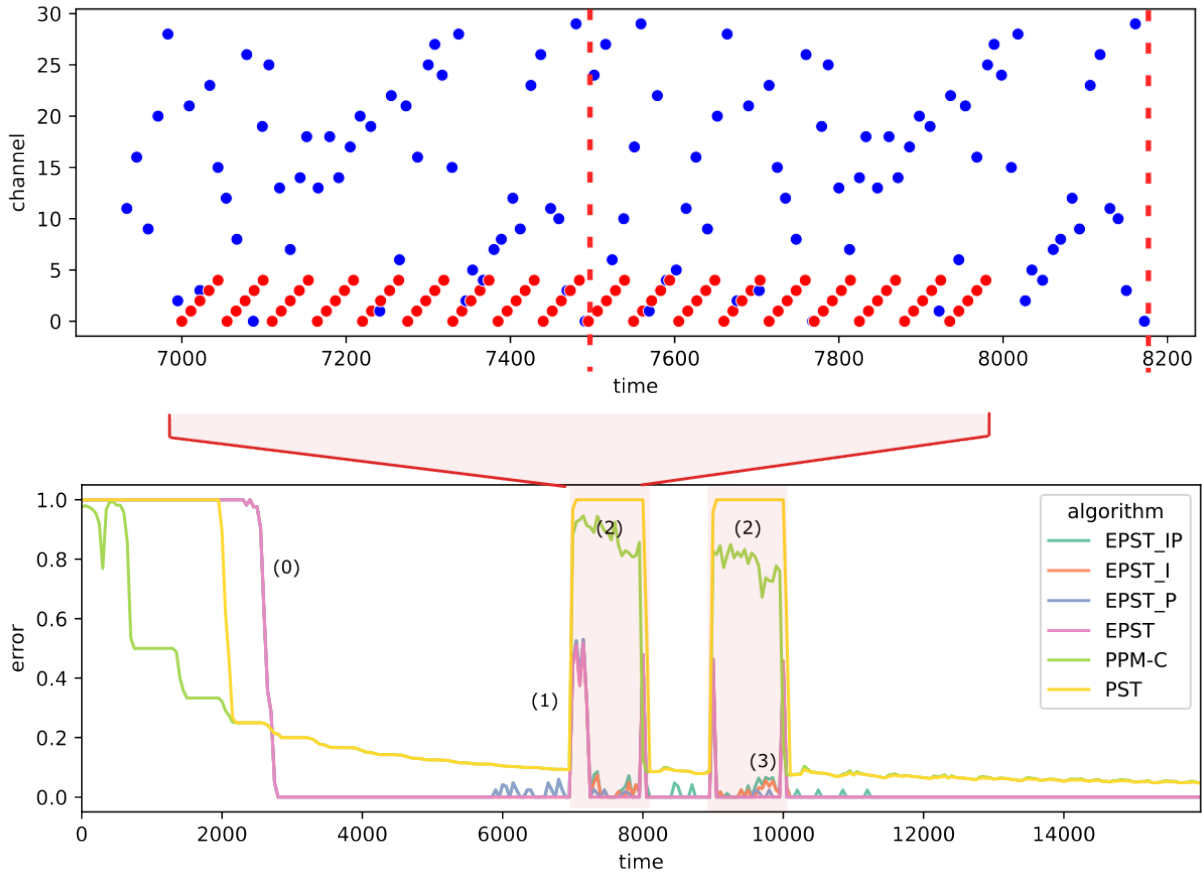 30
25
20
15
10
5
0
channel
7000 7200 7400 7600 7800 8000 8200
time
1.0
0.8
0.6
0.4
0.2
0.0
error
(0)
(1)
(2)
(2)
(3)
algorithm
EPST_IP
EPST_I
EPST_P
EPST
PPM-C
PST
0 2000 4000 6000 8000 10000 12000 14000
time